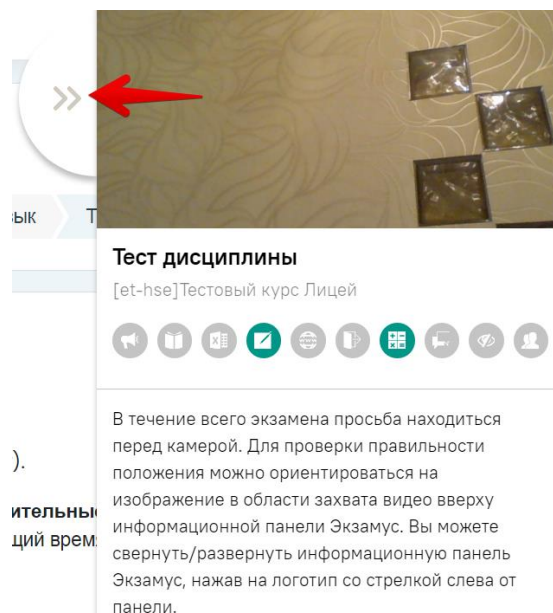 ык
Т
Тест дисциплины
[et-hse]Тестовый курс Лицей
В течение всего экзамена просьба находиться
перед камерой. Для проверки правильности
положения можно ориентироваться на
изображение в области захвата видео вверху
информационной панели Экзамус. Вы можете
свернуть/развернуть информационную панель
Экзамус, нажав на логотип со стрелкой слева от
панели.
).
ительные
щий врем